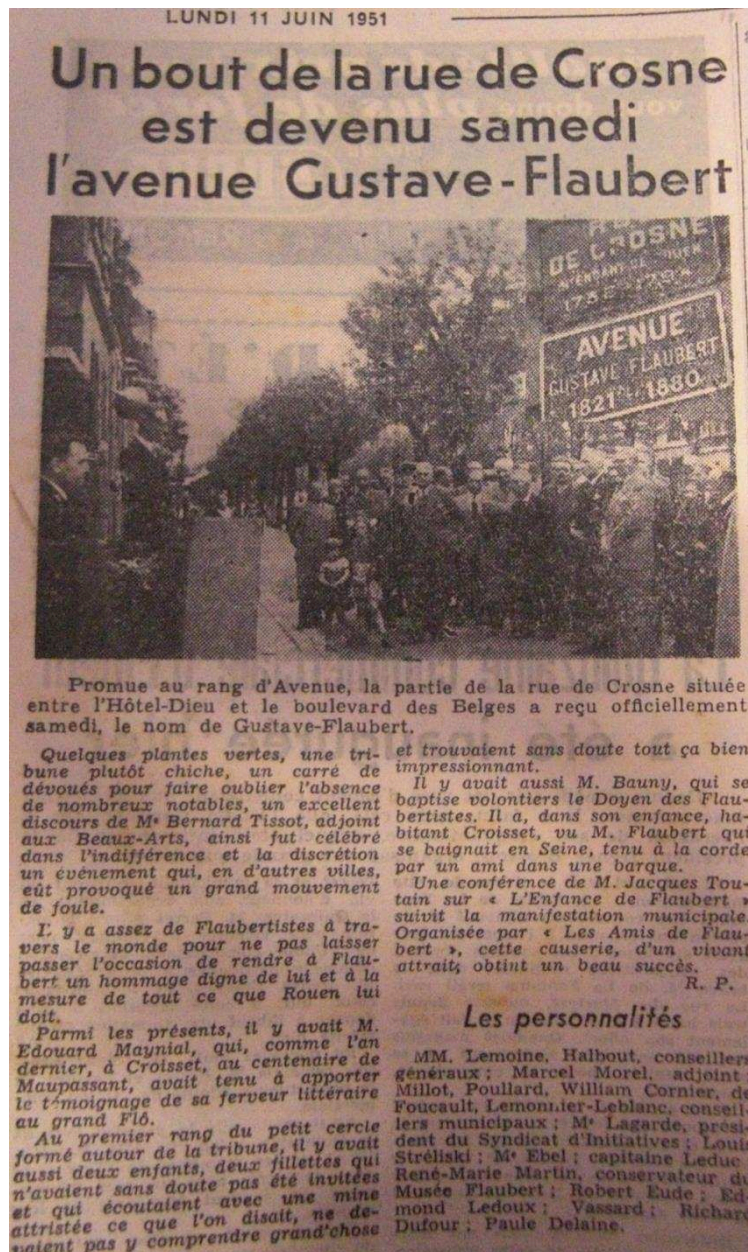 LUNDI 11 JUIN 1951
Un bout de la rue de Crosne
est devenu samedi
l'avenue Gustave-Flaubert
DE CROSNE
AVENUE
GUSTAVE FLAUBERT
1821 1880
Promue au rang d'Avenue, la partie de la rue de Crosne située
entre l'Hôtel-Dieu et le boulevard des Belges a reçu officiellement
samedi, le nom de Gustave-Flaubert.
Quelques plantes vertes, une tri-
bune plutôt chiche, un carré de
dévoués pour faire oublier l'absence
de nombreux notables, un excellent
discours de Me Bernard Tissot, adjoint
aux Beaux-Arts, ainsi fut célébré
dans l'indifférence et la discrétion
un événement qui, en d'autres villes,
eût provoqué un grand mouvement
de foule.
Il y a assez de Flaubertistes à tra-
vers le monde pour ne pas laisser
passer l'occasion de rendre à Flau-
bert un hommage digne de lui et à la
mesure de tout ce que Rouen lui
doit.
Parmi les présents, il y avait M.
Edouard Maynial, qui, comme l'an
dernier, à Croisset, au centenaire de
Maupassant, avait tenu à apporter
le témoignage de sa ferveur littéraire
au grand Flô.
Au premier rang du petit cercle
formé autour de la tribune, il y avait
aussi deux enfants, deux fillettes qui
n'avaient sans doute pas été invitées
et qui écoutaient avec une mine
attristée ce que l'on disait, ne de-
vaient pas y comprendre grand'chose
et trouvaient sans doute tout ça bien
impressionnant.
Il y avait aussi M. Bauny, qui se
baptise volontiers le Doyen des Flau-
bertistes. Il a, dans son enfance, ha-
bitant Croisset, vu M. Flaubert qui
se baignait en Seine, tenu à la corde
par un ami dans une barque.
Une conférence de M. Jacques Tou-
tain sur « L'Enfance de Flaubert »
suivit la manifestation municipale.
Organisée par « Les Amis de Flau-
bert », cette causerie, d'un vivant
attrait, obtint un beau succès.
R. P.
Les personnalités
MM. Lemoine, Halbout, conseillers
généraux ; Marcel Morel, adjoint ;
Millot, Poullard, William Cornier, de
Foucault, Lemonnier-Leblanc, conseil-
lers municipaux ; Me Lagarde, prési-
dent du Syndicat d'Initiatives ; Louis
Stréliski ; Me Ebel ; capitaine Leduc ;
René-Marie Martin, conservateur du
Musée Flaubert ; Robert Eude ; Ed-
mond Ledoux ; Vassard ; Richard
Dufour ; Paule Delaine.